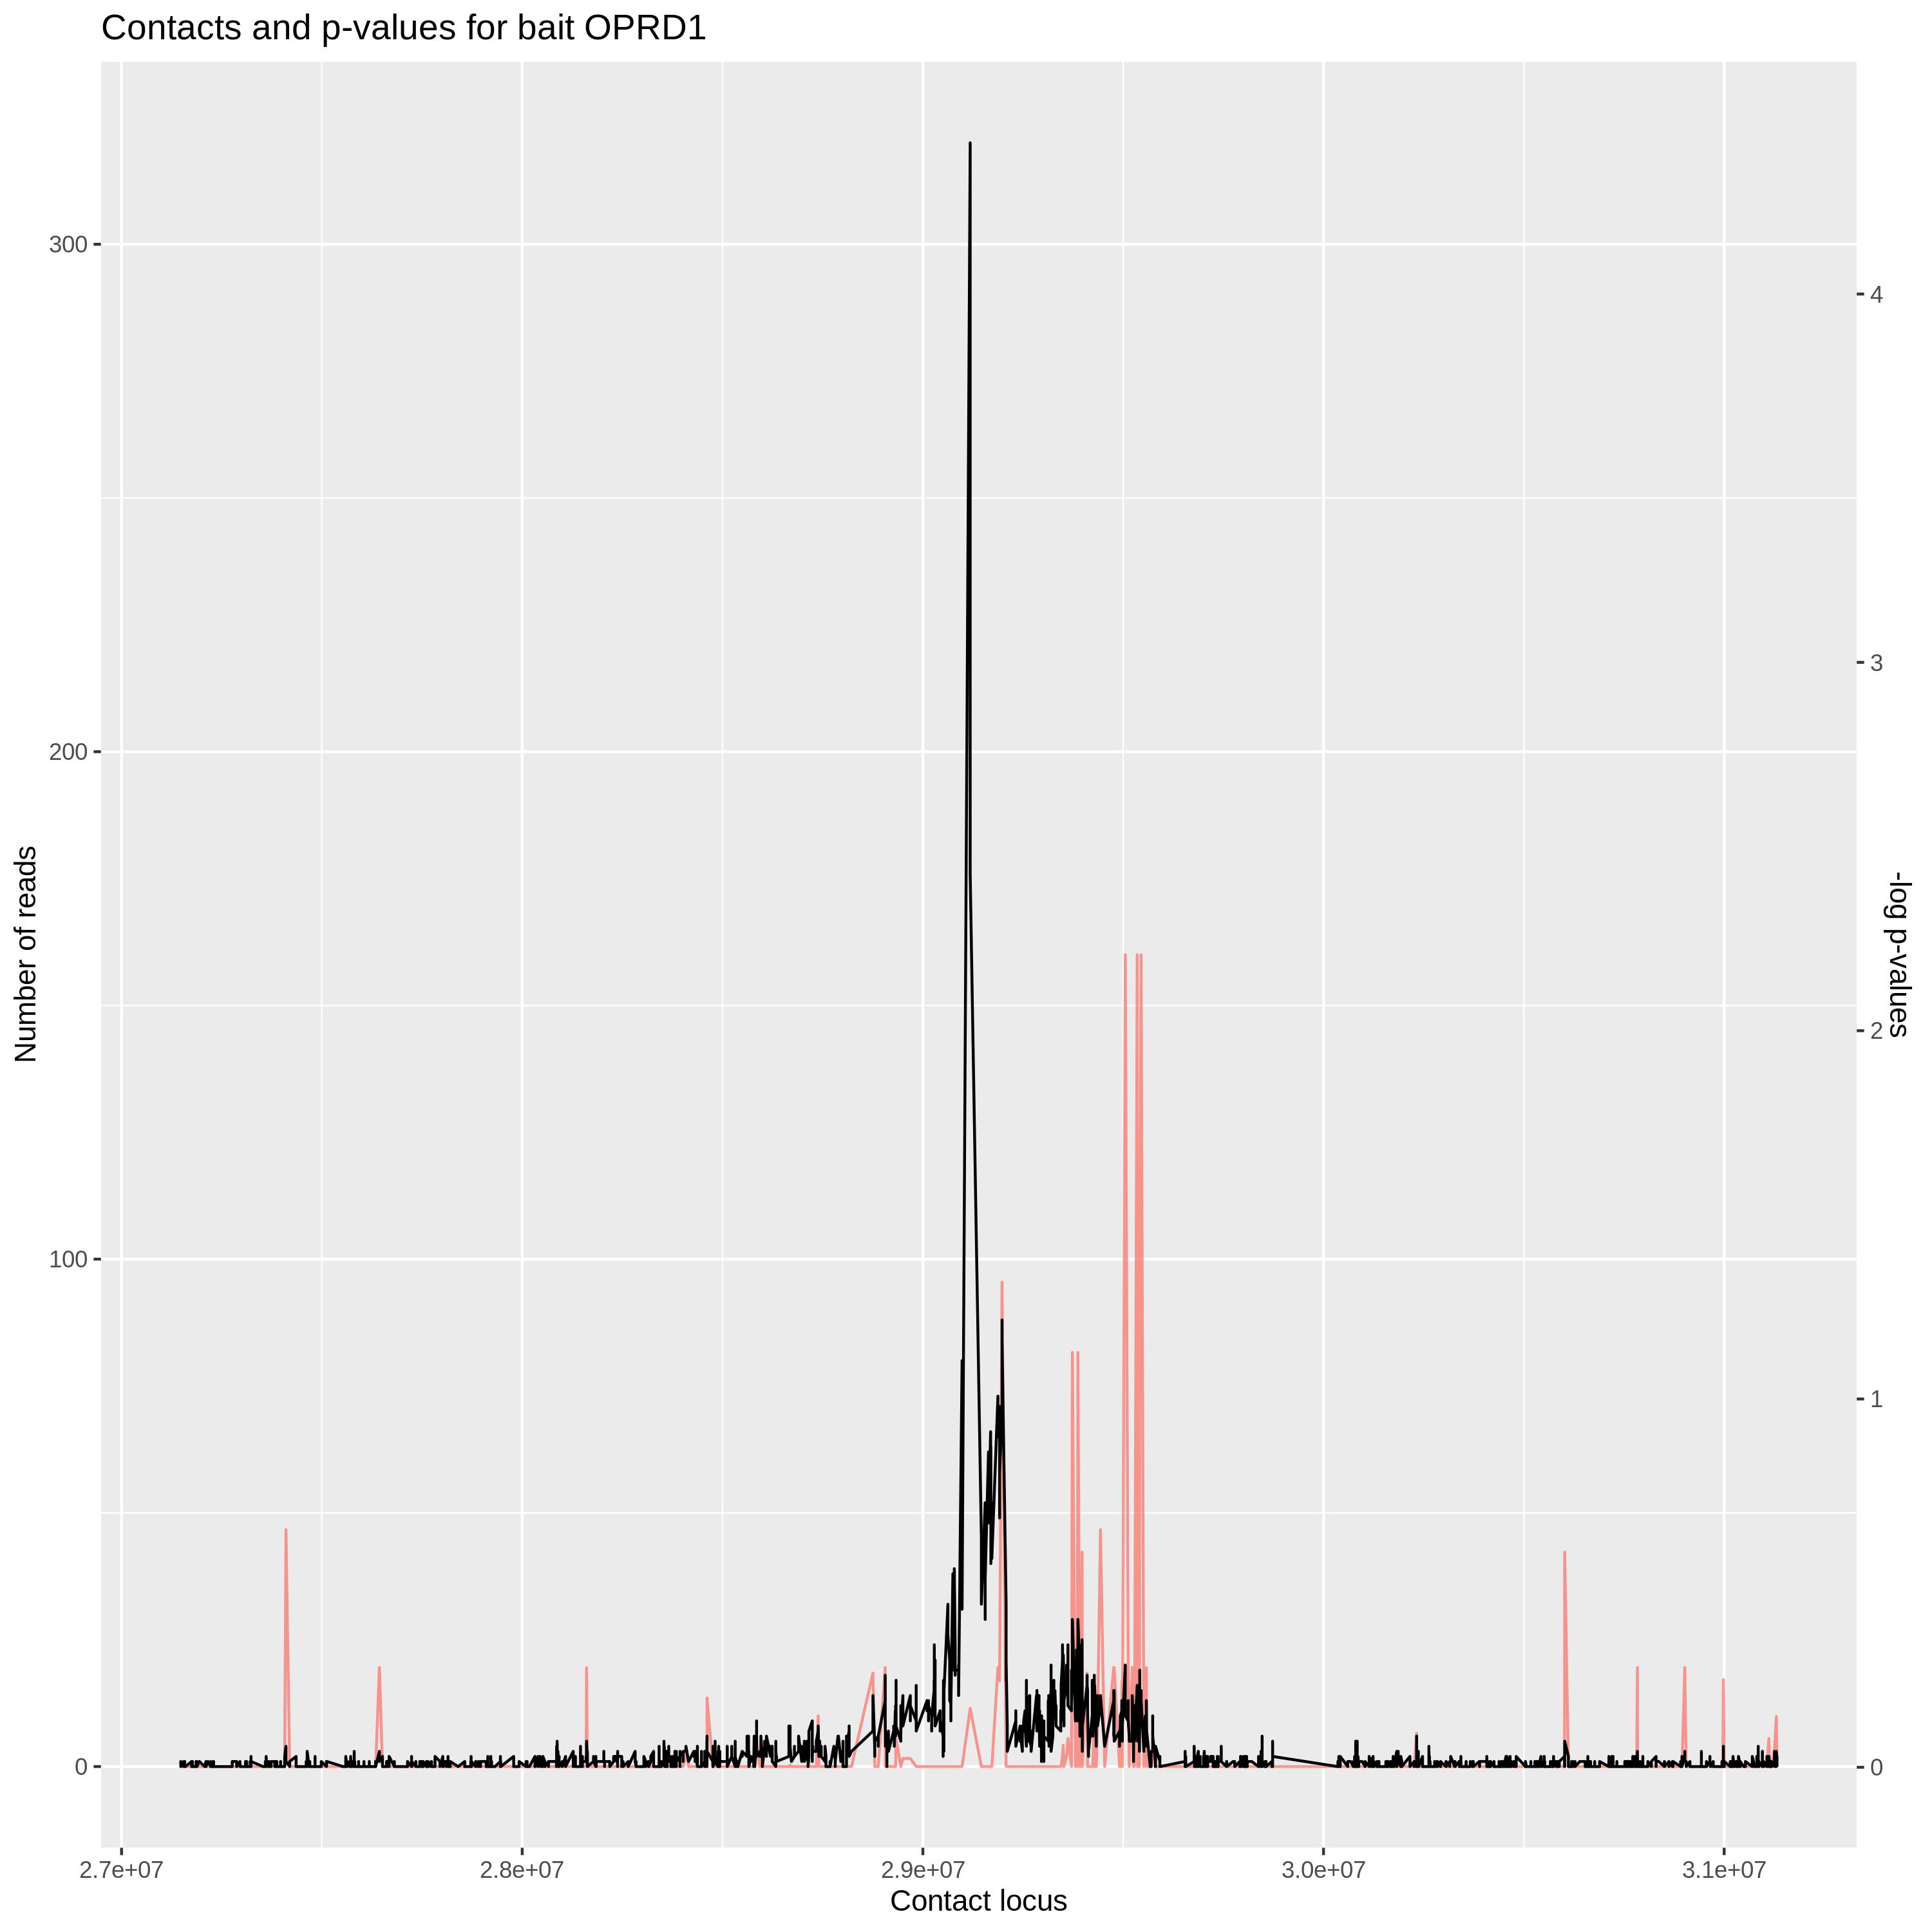 Contacts and p-values for bait OPRD1
300
200
100
0
Number of reads
4
3
2
1
0
-log p-values
2.7e+07
2.8e+07
2.9e+07
3.0e+07
3.1e+07
Contact locus